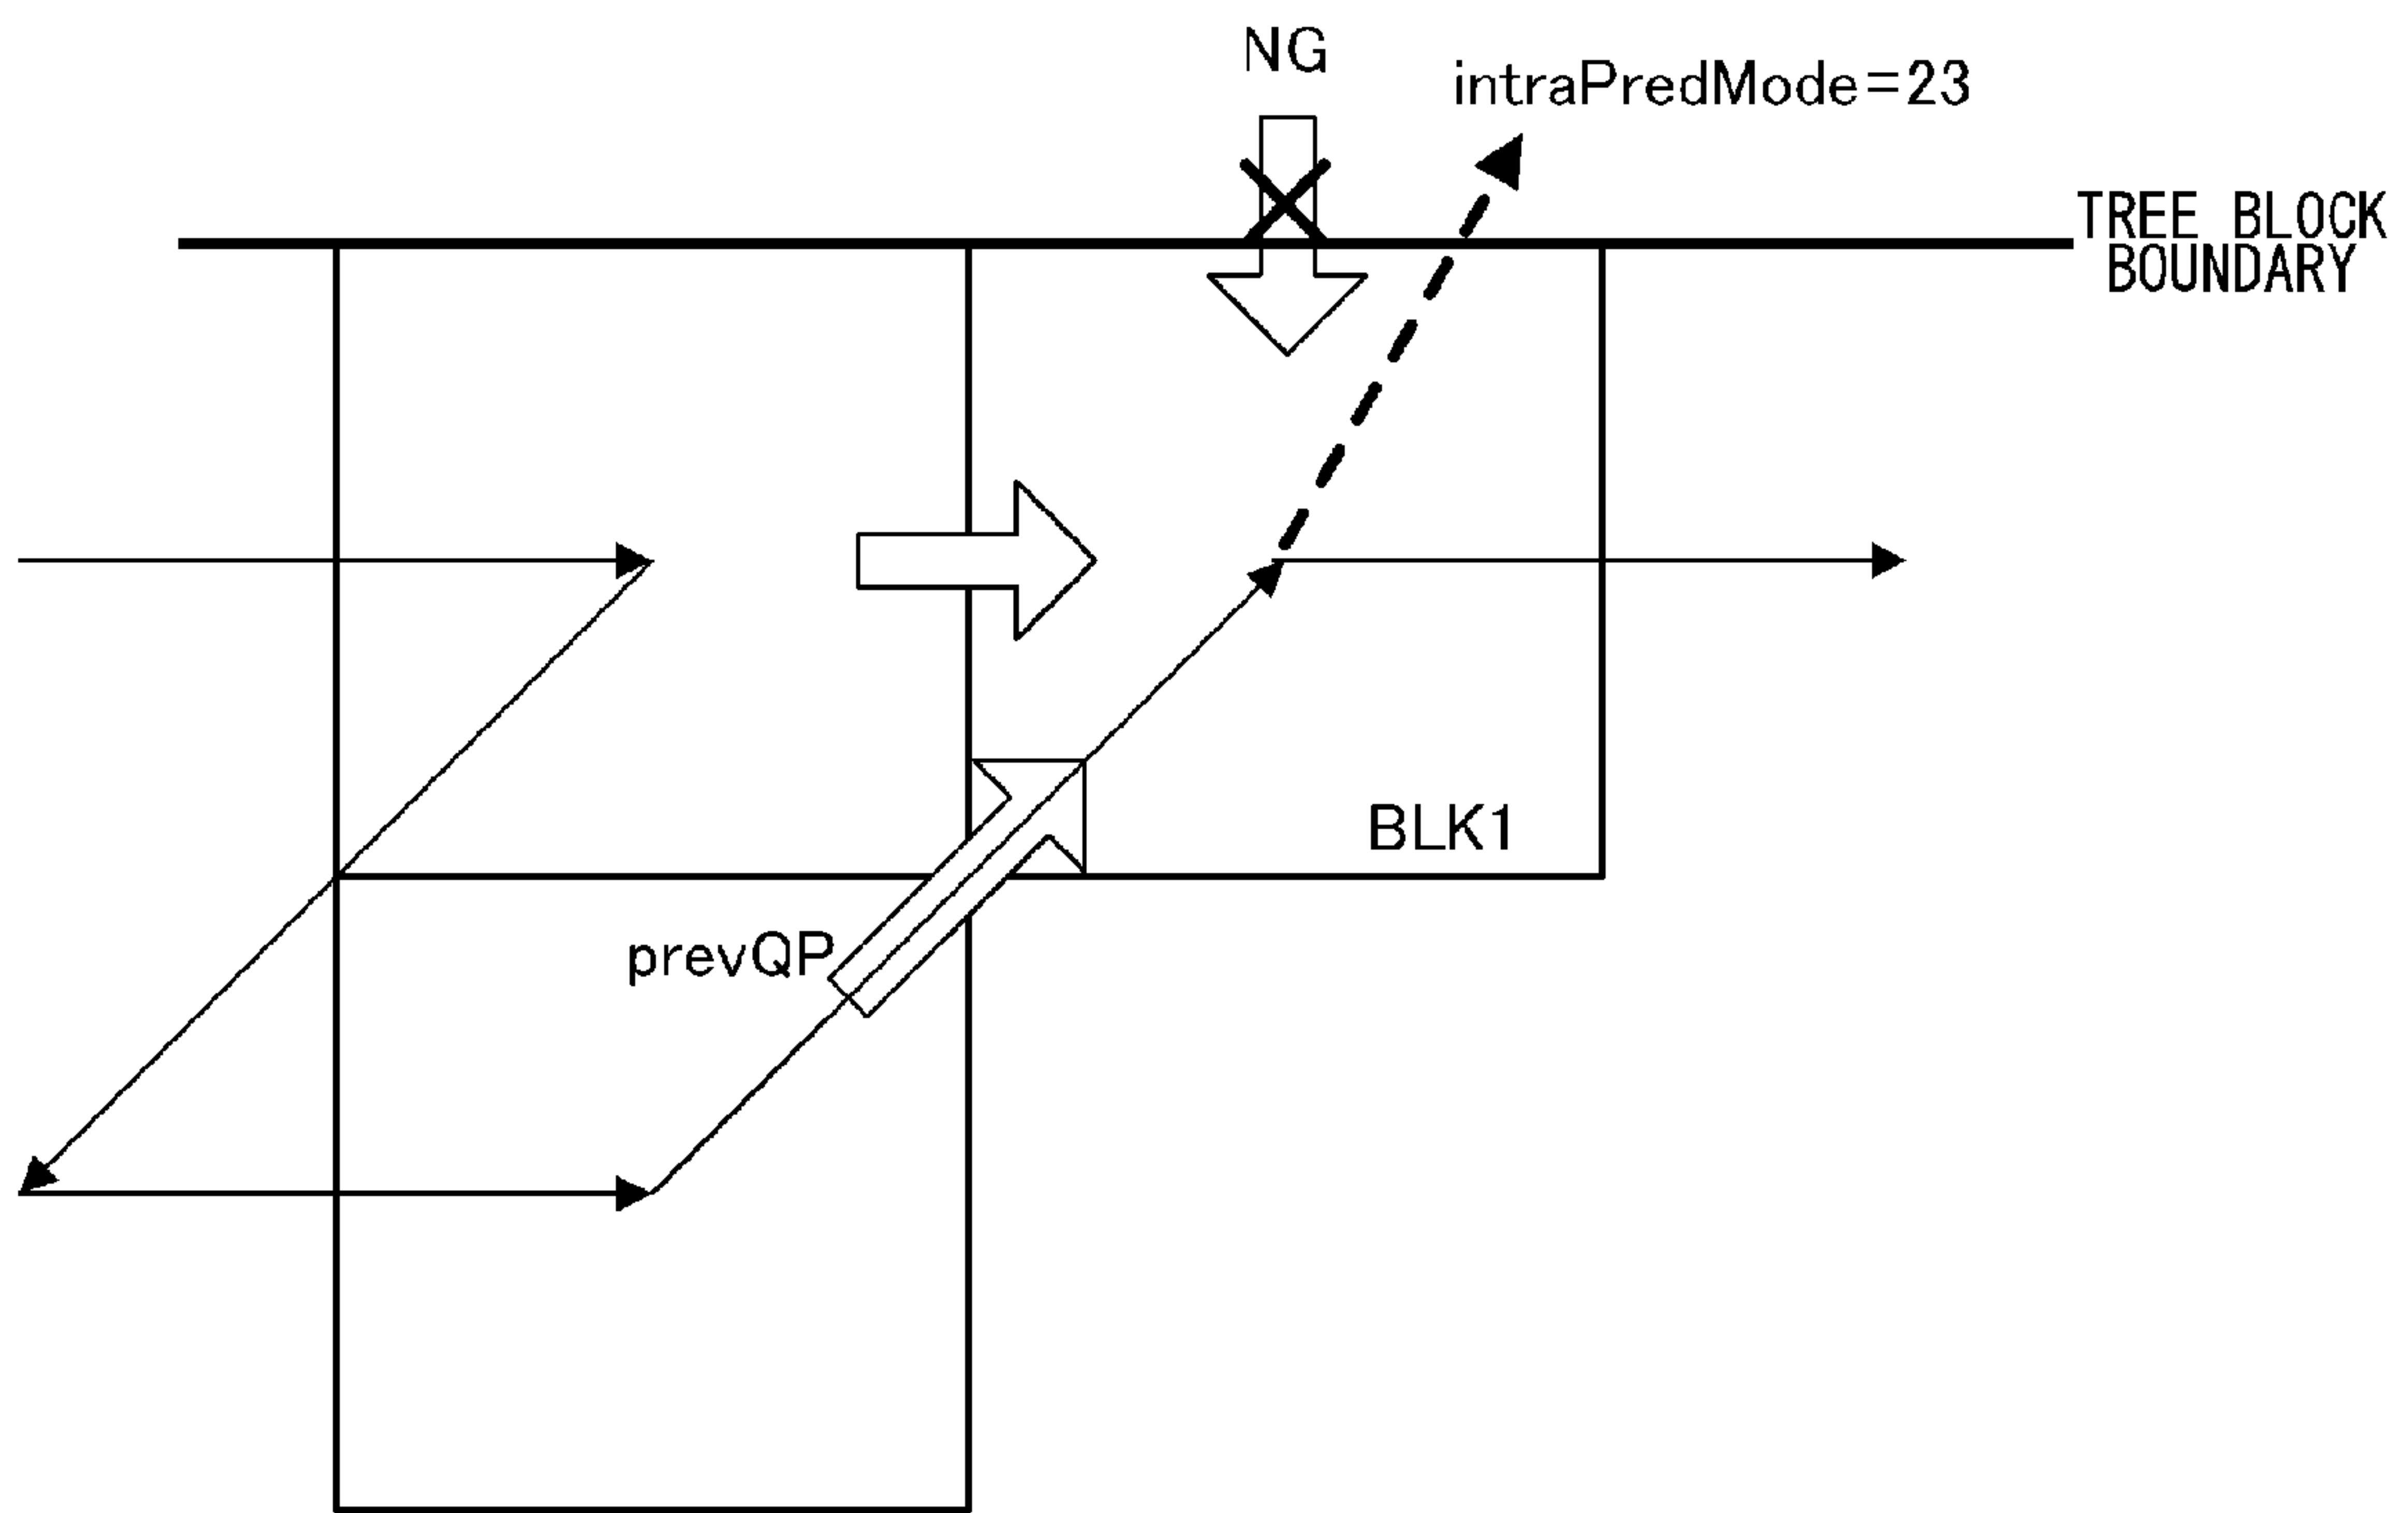 NG
intraPredMode=23
TREE BLOCK
BOUNDARY
BLK1
prevQP